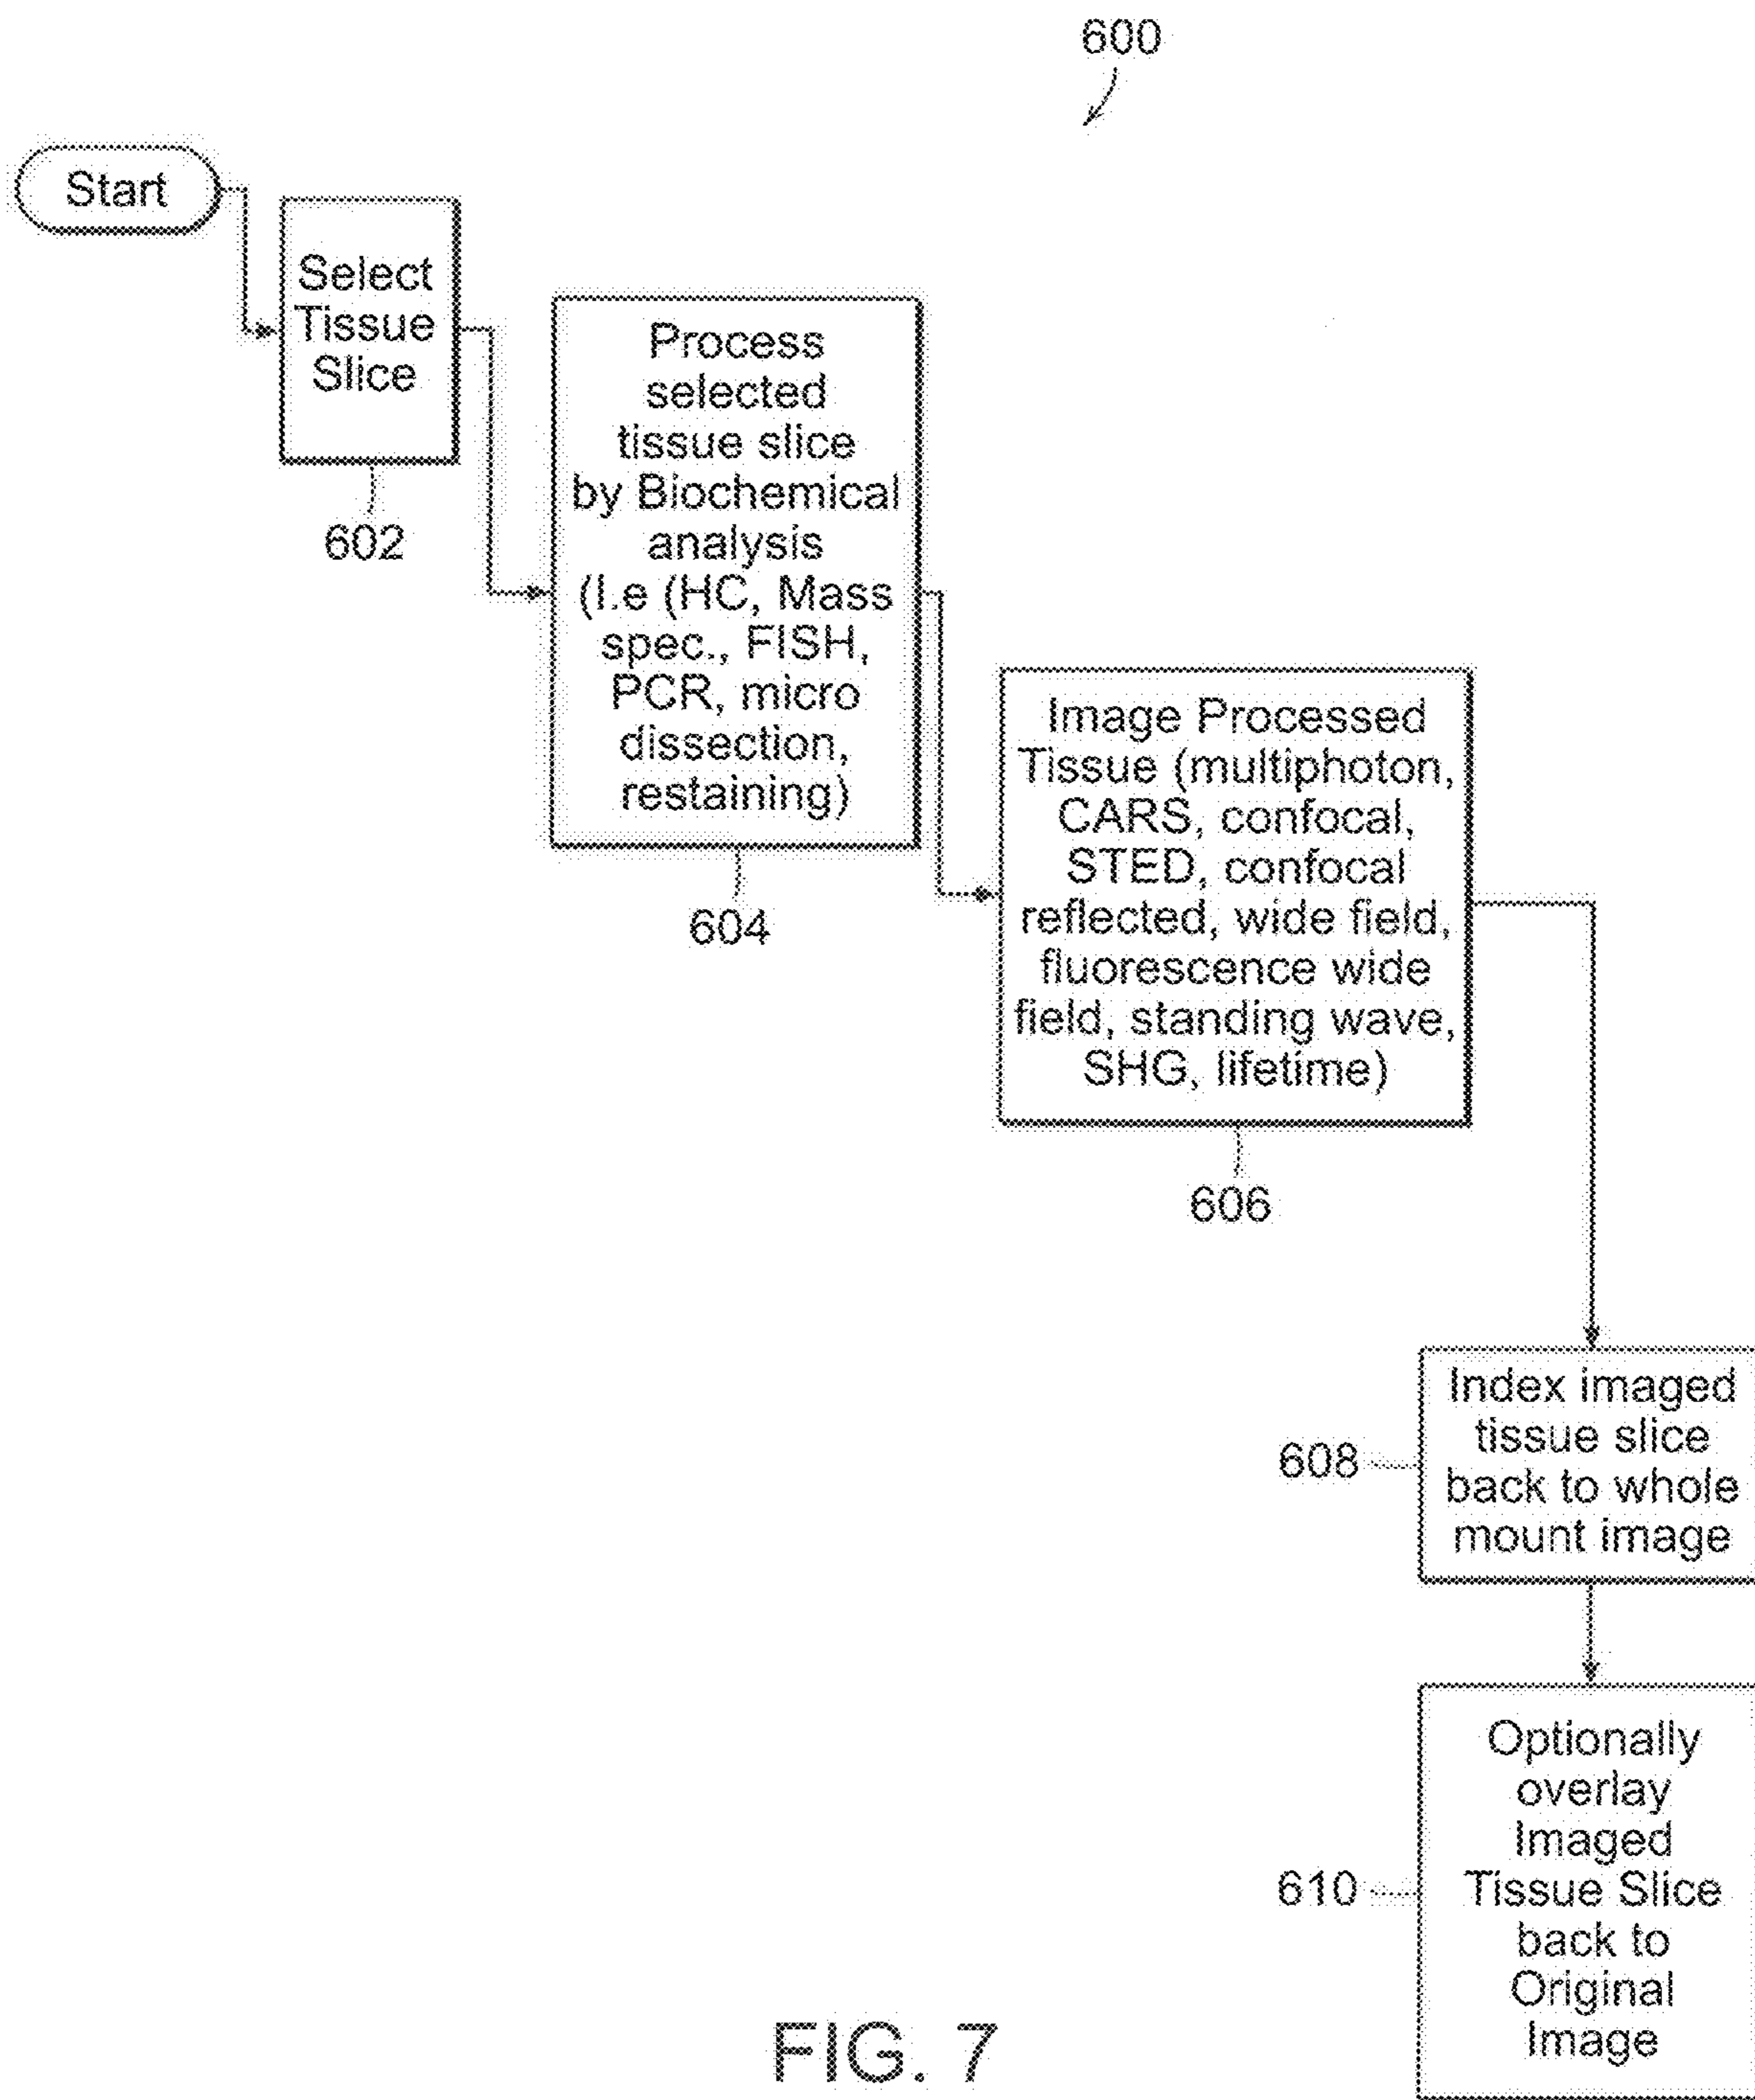 600
Start
Select
Tissue
Slice
602
Process
selected
tissue slice
by Biochemical
analysis
(I.e (HC, Mass
spec., FISH,
PCR, micro
dissection,
restaining)
604
Image Processed
Tissue (multiphoton,
CARS, confocal,
STED, confocal
reflected, wide field,
fluorescence wide
field, standing wave,
SHG, lifetime)
606
Index imaged
tissue slice
back to whole
mount image
608
Optionally
overlay
Imaged
Tissue Slice
back to
Original
Image
610
FIG. 7